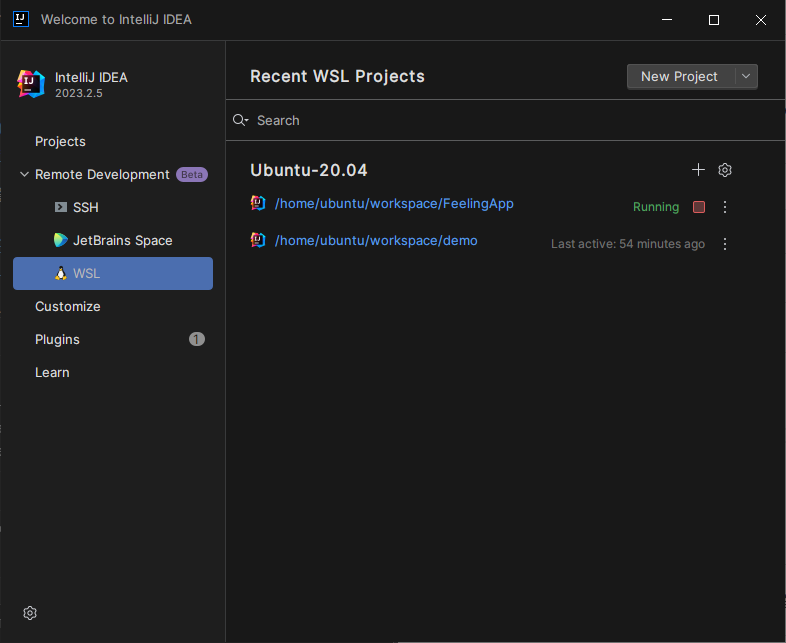 Welcome to IntelliJ IDEA
IntelliJ IDEA
2023.2.5
Projects
Remote Development Beta
SSH
JetBrains Space
WSL
Customize
Plugins 1
Learn
Recent WSL Projects
New Project
Search
Ubuntu-20.04
/home/ubuntu/workspace/FeelingApp Running
/home/ubuntu/workspace/demo Last active: 54 minutes ago